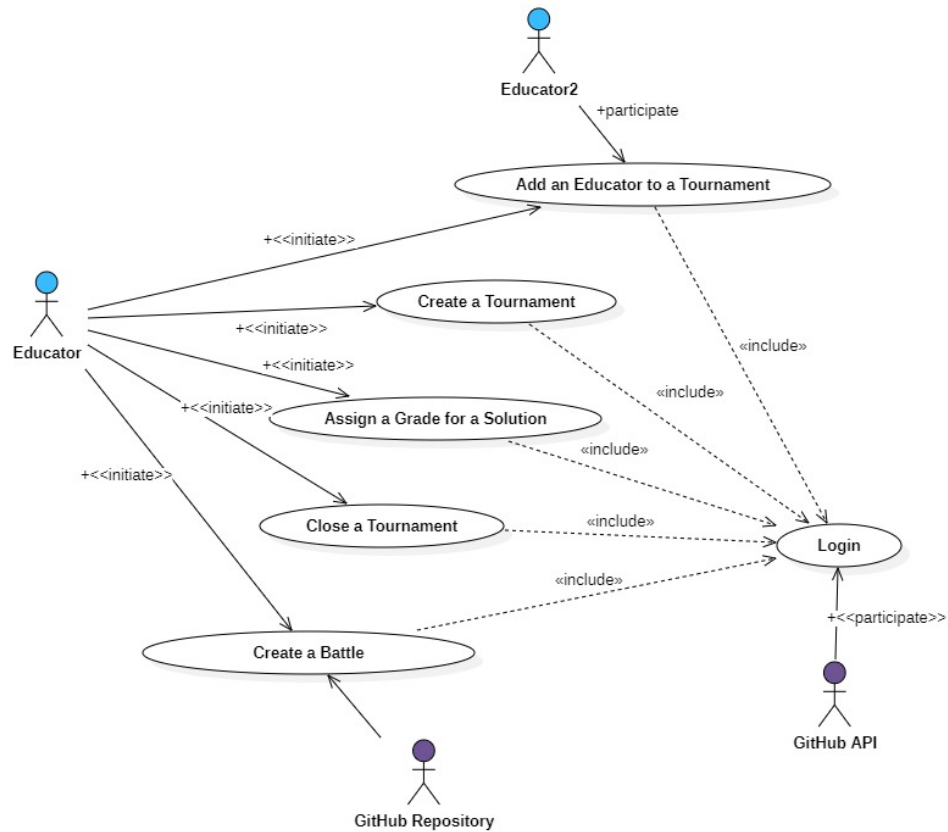 Educator2
+participate
Add an Educator to a Tournament
+<<initiate>>
Create a Tournament
+<<initiate>>
Educator
«include»
+<<initiate>>
«include»
+<<initiate>>
Assign a Grade for a Solution
«include»
+<<initiate>>
Close a Tournament
«include»
Login
«include»
+<<participate>>
Create a Battle
GitHub API
GitHub Repository